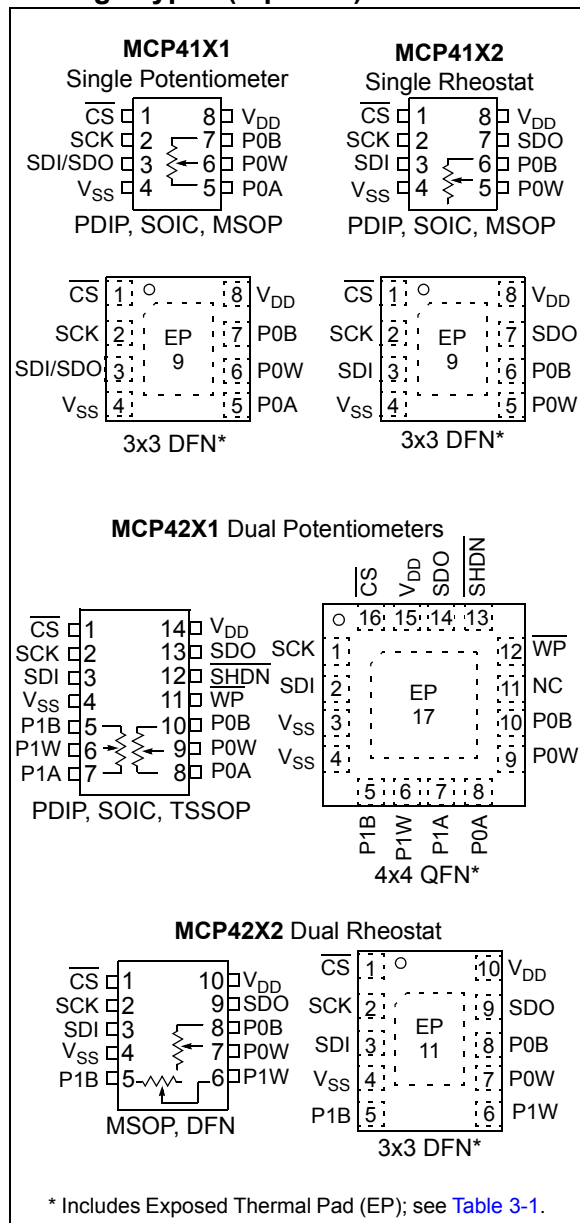 MCP41X1
Single Potentiometer
CS 1 8 VDD
SCK 2 7 P0B
SDI/SDO 3 6 P0W
VSS 4 5 P0A
PDIP, SOIC, MSOP
MCP41X2
Single Rheostat
CS 1 8 VDD
SCK 2 7 SDO
SDI 3 6 P0B
VSS 4 5 P0W
PDIP, SOIC, MSOP
CS 1 8 VDD
SCK 2 EP 7 P0B
SDI/SDO 3 9 6 P0W
VSS 4 5 P0A
3x3 DFN*
CS 1 8 VDD
SCK 2 EP 7 SDO
SDI 3 9 6 P0B
VSS 4 5 P0W
3x3 DFN*
MCP42X1 Dual Potentiometers
CS 1 14 VDD
SCK 2 13 SDO
SDI 3 12 SHDN
VSS 4 11 WP
P1B 5 10 P0B
P1W 6 9 P0W
P1A 7 8 P0A
PDIP, SOIC, TSSOP
CS VDD SDO SHDN
16 15 14 13
SCK 1 12 WP
SDI 2 EP 11 NC
VSS 3 17 10 P0B
VSS 4 9 P0W
5 6 7 8
P1B P1W P1A P0A
4x4 QFN*
MCP42X2 Dual Rheostat
CS 1 10 VDD
SCK 2 9 SDO
SDI 3 8 P0B
VSS 4 7 P0W
P1B 5 6 P1W
MSOP, DFN
CS 1 10 VDD
SCK 2 9 SDO
SDI 3 EP 8 P0B
VSS 4 11 7 P0W
P1B 5 6 P1W
3x3 DFN*
* Includes Exposed Thermal Pad (EP); see Table 3-1.